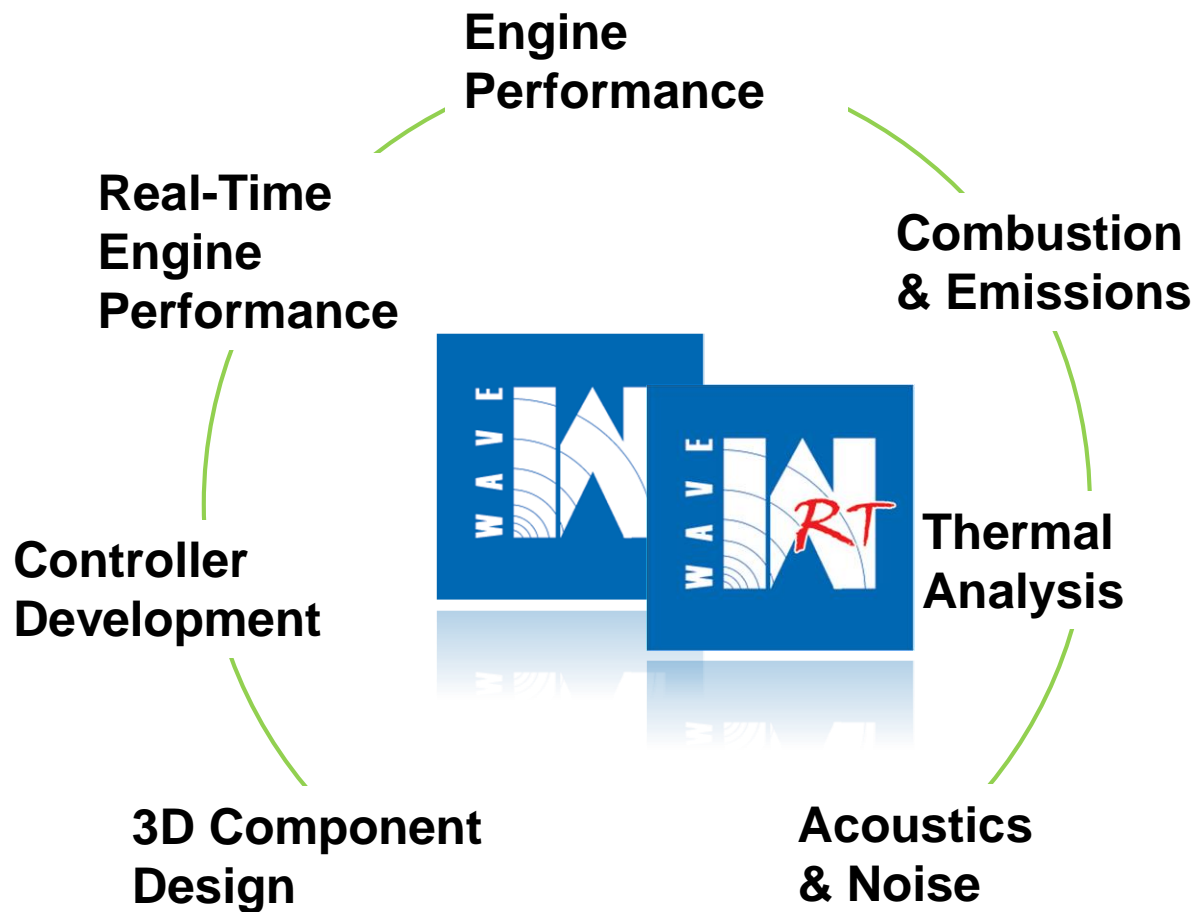 Engine
Performance
Real-Time
Engine
Performance
Combustion
& Emissions
WAVE
W
WAVE
W
RT
Thermal
Analysis
Controller
Development
3D Component
Design
Acoustics
& Noise